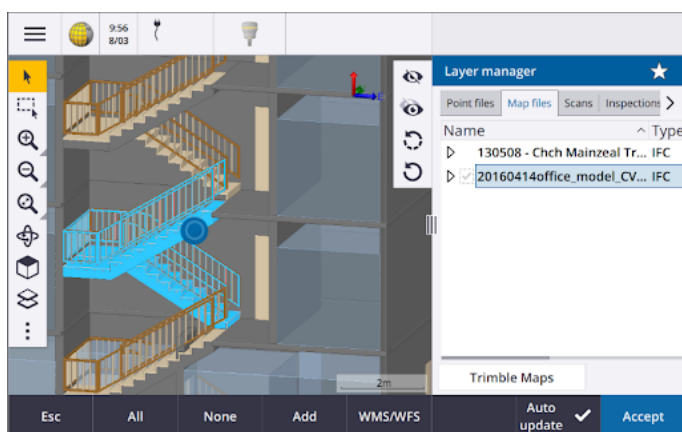 9:56
8/03
Layer manager
Point files Map files Scans Inspections
Name Type
130508 - Chch Mainzeal Tr... IFC
20160414office_model_CV... IFC
2m
Trimble Maps
Esc All None Add WMS/WFS Auto update Accept